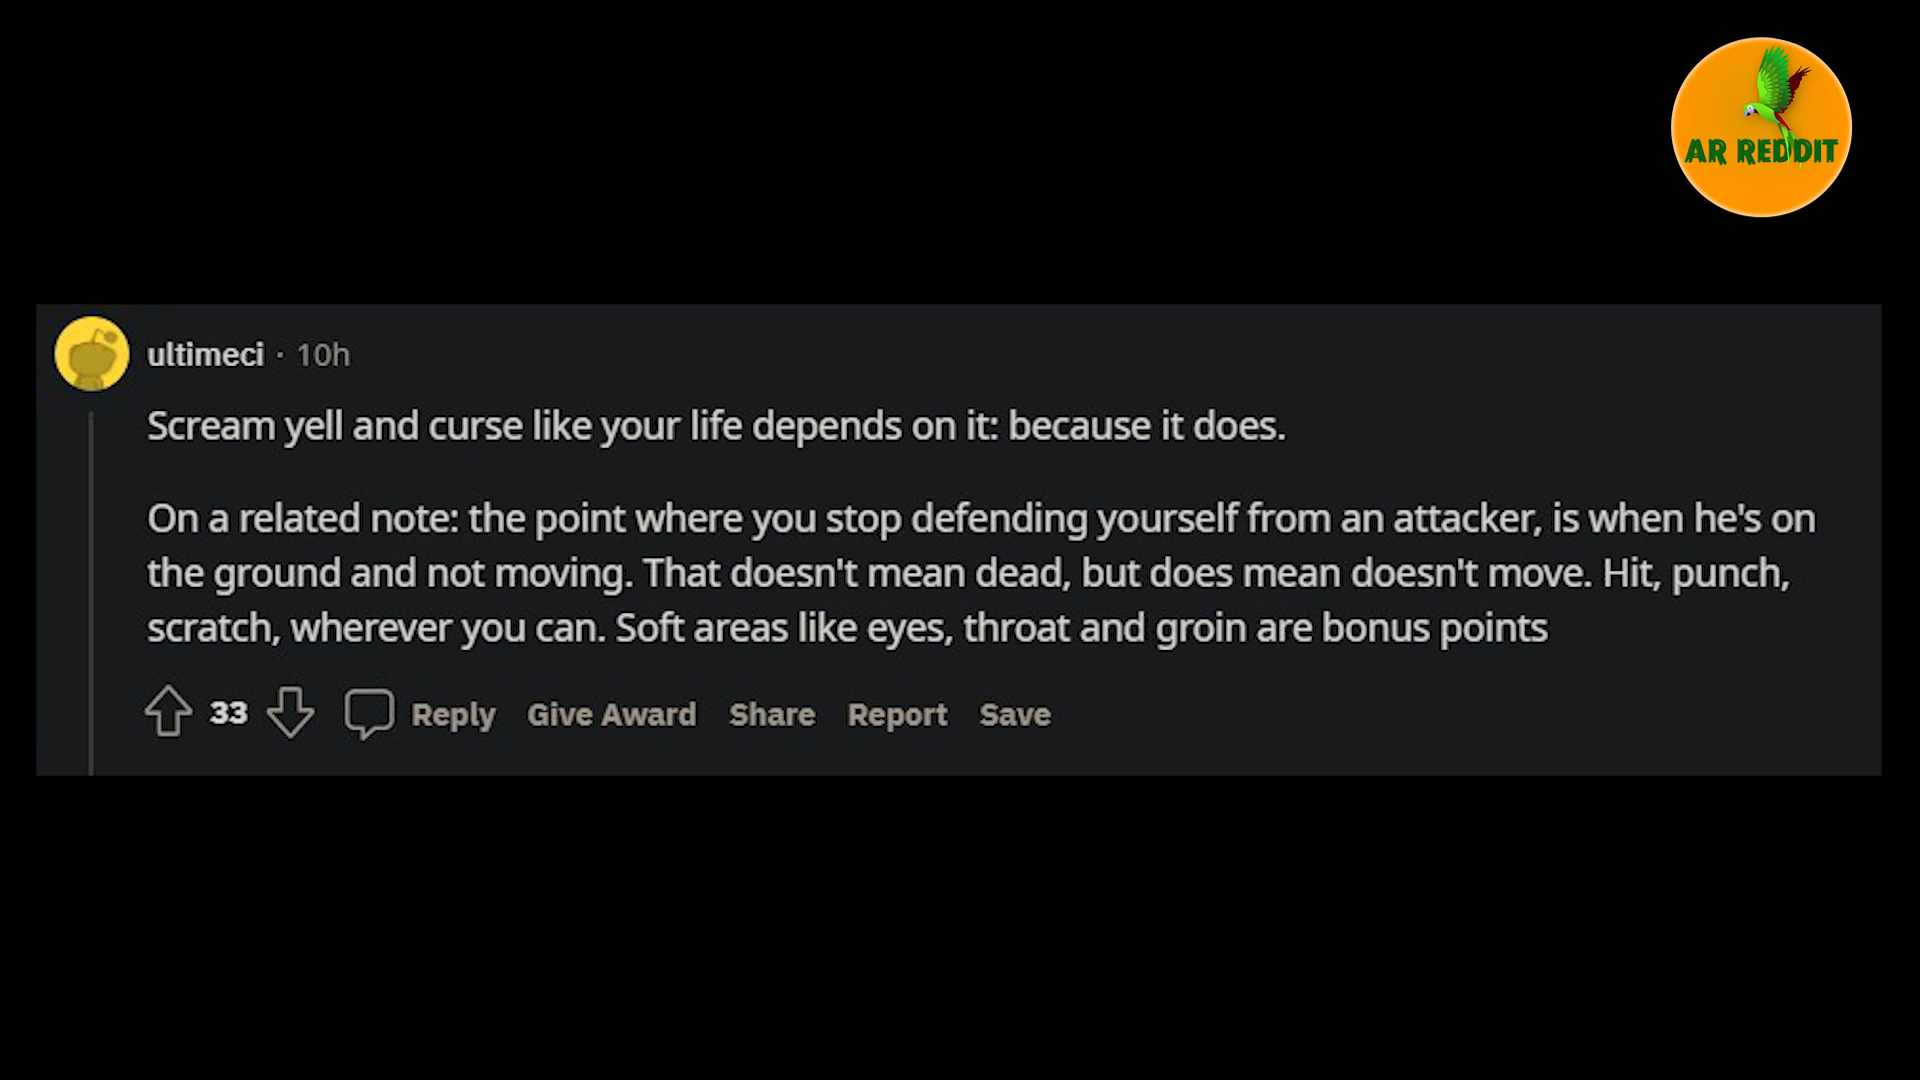 AR REDDIT
ultimeci · 10h
Scream yell and curse like your life depends on it: because it does.
On a related note: the point where you stop defending yourself from an attacker, is when he's on
the ground and not moving. That doesn't mean dead, but does mean doesn't move. Hit, punch,
scratch, wherever you can. Soft areas like eyes, throat and groin are bonus points
33 Reply Give Award Share Report Save